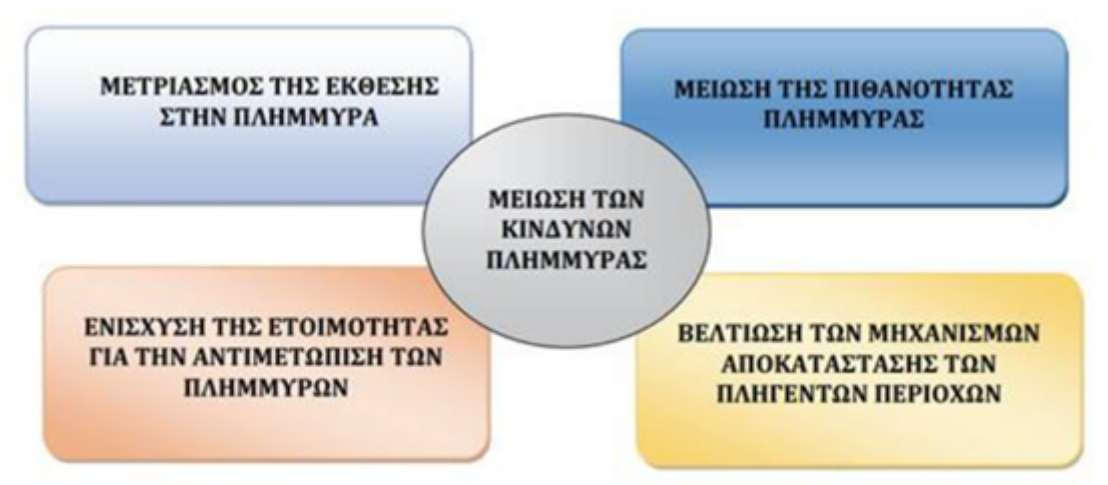 ΜΕΤΡΙΑΣΜΟΣ ΤΗΣ ΕΚΘΕΣΗΣ
ΣΤΗΝ ΠΛΗΜΜΥΡΑ
ΜΕΙΩΣΗ ΤΗΣ ΠΙΘΑΝΟΤΗΤΑΣ
ΠΛΗΜΜΥΡΑΣ
ΜΕΙΩΣΗ ΤΩΝ
ΚΙΝΔΥΝΩΝ
ΠΛΗΜΜΥΡΑΣ
ΕΝΙΣΧΥΣΗ ΤΗΣ ΕΤΟΙΜΟΤΗΤΑΣ
ΓΙΑ ΤΗΝ ΑΝΤΙΜΕΤΩΠΙΣΗ ΤΩΝ
ΠΛΗΜΜΥΡΩΝ
ΒΕΛΤΙΩΣΗ ΤΩΝ ΜΗΧΑΝΙΣΜΩΝ
ΑΠΟΚΑΤΑΣΤΑΣΗΣ ΤΩΝ
ΠΛΗΓΕΝΤΩΝ ΠΕΡΙΟΧΩΝ